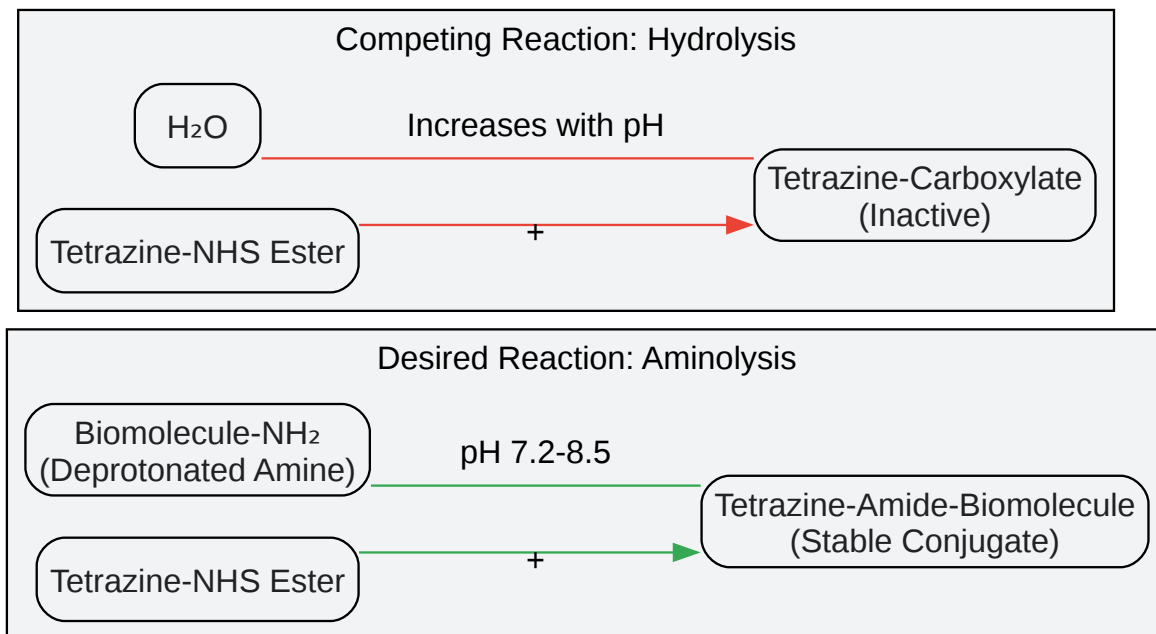 Competing Reaction: Hydrolysis
H₂O
Increases with pH
Tetrazine-Carboxylate
(Inactive)
Tetrazine-NHS Ester
+
Desired Reaction: Aminolysis
Biomolecule-NH₂
(Deprotonated Amine)
pH 7.2-8.5
Tetrazine-Amide-Biomolecule
(Stable Conjugate)
Tetrazine-NHS Ester
+